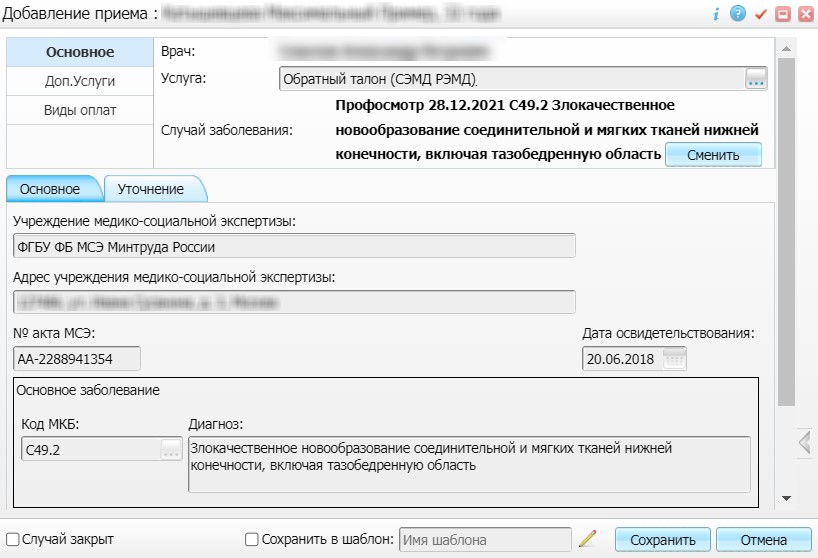 Добавление приема :
Основное
Доп.Услуги
Виды оплат
Врач:
Услуга:
Обратный талон (СЭМД РЭМД)
...
Случай заболевания:
Профосмотр 28.12.2021 C49.2 Злокачественное
новообразование соединительной и мягких тканей нижней
конечности, включая тазобедренную область
Сменить
Основное
Уточнение
Учреждение медико-социальной экспертизы:
ФГБУ ФБ МСЭ Минтруда России
Адрес учреждения медико-социальной экспертизы:
№ акта МСЭ:
Дата освидетельствования:
АА-2288941354
20.06.2018
Основное заболевание
Код МКБ:
Диагноз:
C49.2
...
Злокачественное новообразование соединительной и мягких тканей нижней
конечности, включая тазобедренную область
Случай закрыт
Сохранить в шаблон:
Имя шаблона
Сохранить
Отмена